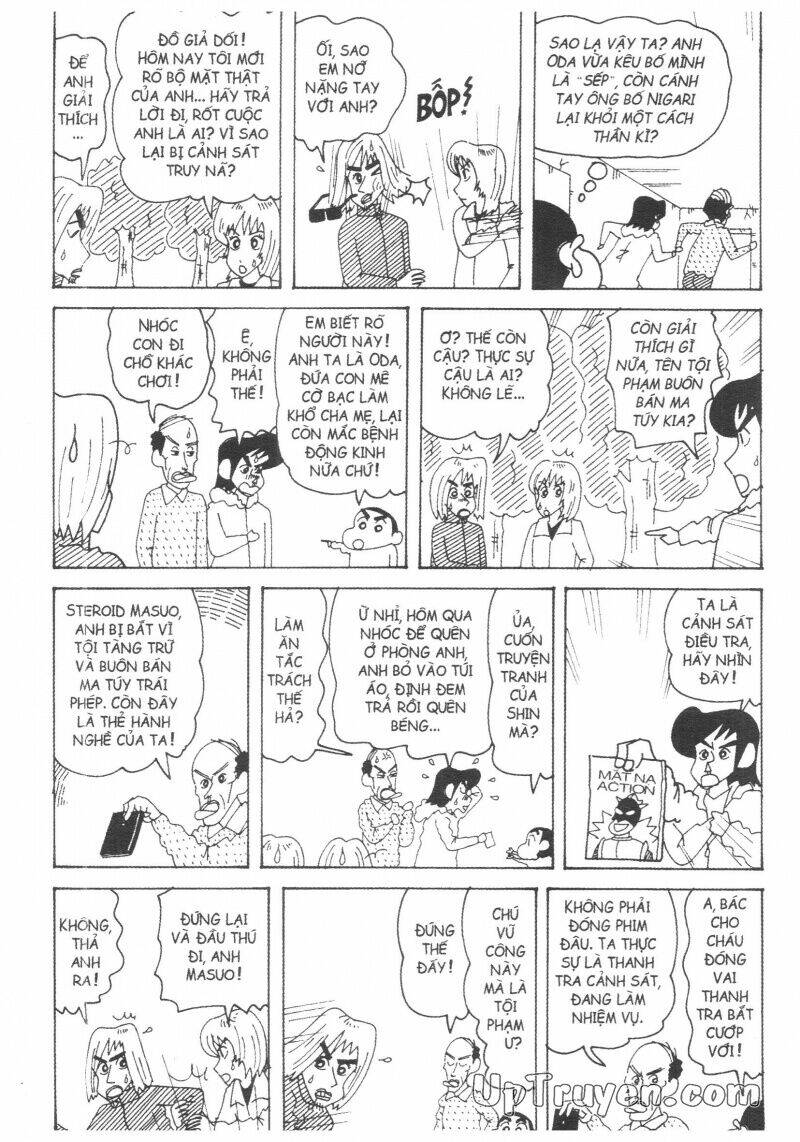 SAO LẠ VẬY TA? ANH
ODA VỪA KÊU BỐ MÌNH
LÀ "SẾP", CÒN CÁNH
TAY ÔNG BỐ NIGARI
LẠI KHỎI MỘT CÁCH
THẦN KÌ?
BỐP!
ỐI, SAO
EM NỠ
NẶNG TAY
VỚI ANH?
ĐỒ GIẢ DỐI!
HÔM NAY TÔI MỚI
RÕ BỘ MẶT THẬT
CỦA ANH... HÃY TRẢ
LỜI ĐI, RỐT CUỘC
ANH LÀ AI? VÌ SAO
LẠI BỊ CẢNH SÁT
TRUY NÃ?
ĐỂ
ANH
GIẢI
THÍCH
...
CÒN GIẢI
THÍCH GÌ
NỮA, TÊN TỘI
PHẠM BUÔN
BÁN MA
TÚY KIA?
Ơ? THẾ CÒN
CẬU? THỰC SỰ
CẬU LÀ AI?
KHÔNG LẼ...
EM BIẾT RÕ
NGƯỜI NÀY!
ANH TA LÀ ODA,
ĐỨA CON MÊ
CỜ BẠC LÀM
KHỔ CHA MẸ, LẠI
CÒN MẮC BỆNH
ĐỘNG KINH
NỮA CHỨ!
Ê,
KHÔNG
PHẢI
THẾ!
NHÓC
CON ĐI
CHỖ KHÁC
CHƠI!
TA LÀ
CẢNH SÁT
ĐIỀU TRA,
HÃY NHÌN
ĐÂY!
MẶT NẠ
ACTION
ỦA,
CUỐN
TRUYỆN
TRANH
CỦA
SHIN
MÀ?
Ừ NHỈ, HÔM QUA
NHÓC ĐỂ QUÊN
Ở PHÒNG ANH,
ANH BỎ VÀO TÚI
ÁO, ĐỊNH ĐEM
TRẢ RỒI QUÊN
BÉNG...
LÀM
ĂN
TẮC
TRÁCH
THẾ
HẢ?
STEROID MASUO,
ANH BỊ BẮT VÌ
TỘI TÀNG TRỮ
VÀ BUÔN BÁN
MA TÚY TRÁI
PHÉP. CÒN ĐÂY
LÀ THẺ HÀNH
NGHỀ CỦA TA!
A, BÁC
CHO
CHÁU
ĐÓNG
VAI
THANH
TRA BẮT
CƯỚP
VỚI!
KHÔNG PHẢI
ĐÓNG PHIM
ĐÂU. TA THỰC
SỰ LÀ THANH
TRA CẢNH SÁT,
ĐANG LÀM
NHIỆM VỤ.
CHÚ
VŨ
CÔNG
NÀY
MÀ LÀ
TỘI
PHẠM
Ư?
ĐÚNG
THẾ
ĐẤY!
ĐỨNG LẠI
VÀ ĐẦU THÚ
ĐI, ANH
MASUO!
KHÔNG,
THẢ
ANH
RA!
UpTruyen.com